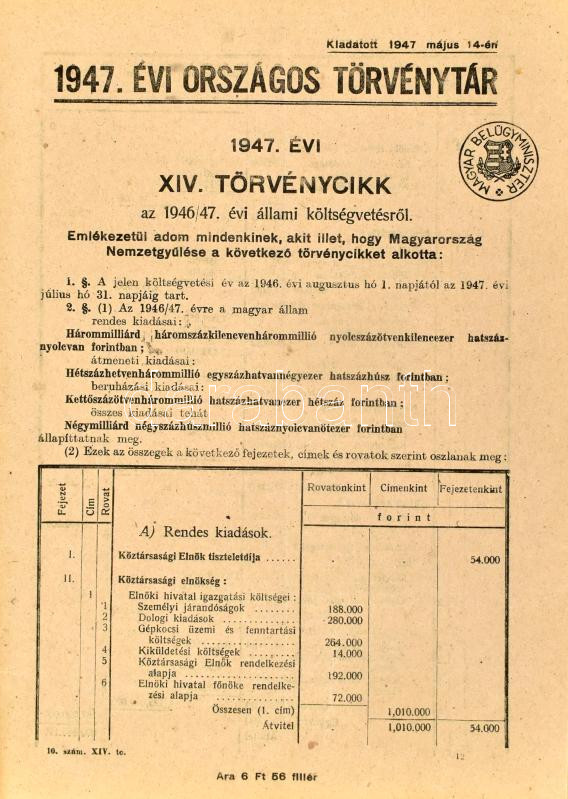 Kiadatott 1947 május 14-én
1947. ÉVI ORSZÁGOS TÖRVÉNYTÁR
MAGYAR BELÜGYMINISZTER
1947. ÉVI
XIV. TÖRVÉNYCIKK
az 1946/47. évi állami költségvetésről.
Emlékezetül adom mindenkinek, akit illet, hogy Magyarország
Nemzetgyűlése a következő törvénycikket alkotta:
1. §. A jelen költségvetési év az 1946. évi augusztus hó 1. napjától az 1947. évi
július hó 31. napjáig tart.
2. §. (1) Az 1946/47. évre a magyar állam
rendes kiadásai:
Hárommilliárd háromszázkilenevenhárommillió nyolcszázötvenkilencezer hatszáz-
nyolcvan forintban;
átmeneti kiadásai:
Hétszázhetvenhárommillió egyszázhatvannégyezer hatszázhúsz forintban;
beruházási kiadásai:
Kettőszázötvenhárommillió hatszázhatvanezer hétszáz forintban;
összes kiadásai tehát
Négymilliárd négyszázhúszmillió hatszáznyolcvanötezer forintban
állapíttatnak meg.
(2) Ezek az összegek a következő fejezetek, címek és rovatok szerint oszlanak meg:
Fejezet Cím Rovat Rovatonkint Címenkint Fejezetenkint
forint
A) Rendes kiadások.
I. Köztársasági Elnök tiszteletdíja ...... 54.000
II. Köztársasági elnökség:
1 Elnöki hivatal igazgatási költségei:
1 Személyi járandóságok ........ 188.000
2 Dologi kiadások ............. 280.000
3 Gépkocsi üzemi és fenntartási
költségek ................ 264.000
4 Kiküldetési költségek ......... 14.000
5 Köztársasági Elnök rendelkezési
alapja .................. 192.000
6 Elnöki hivatal főnöke rendelke-
zési alapja ............... 72.000
Összesen (1. cím) 1,010.000
Átvitel 1,010.000 54.000
10. szám. XIV. tc.
12
Ára 6 Ft 56 fillér
darabanth